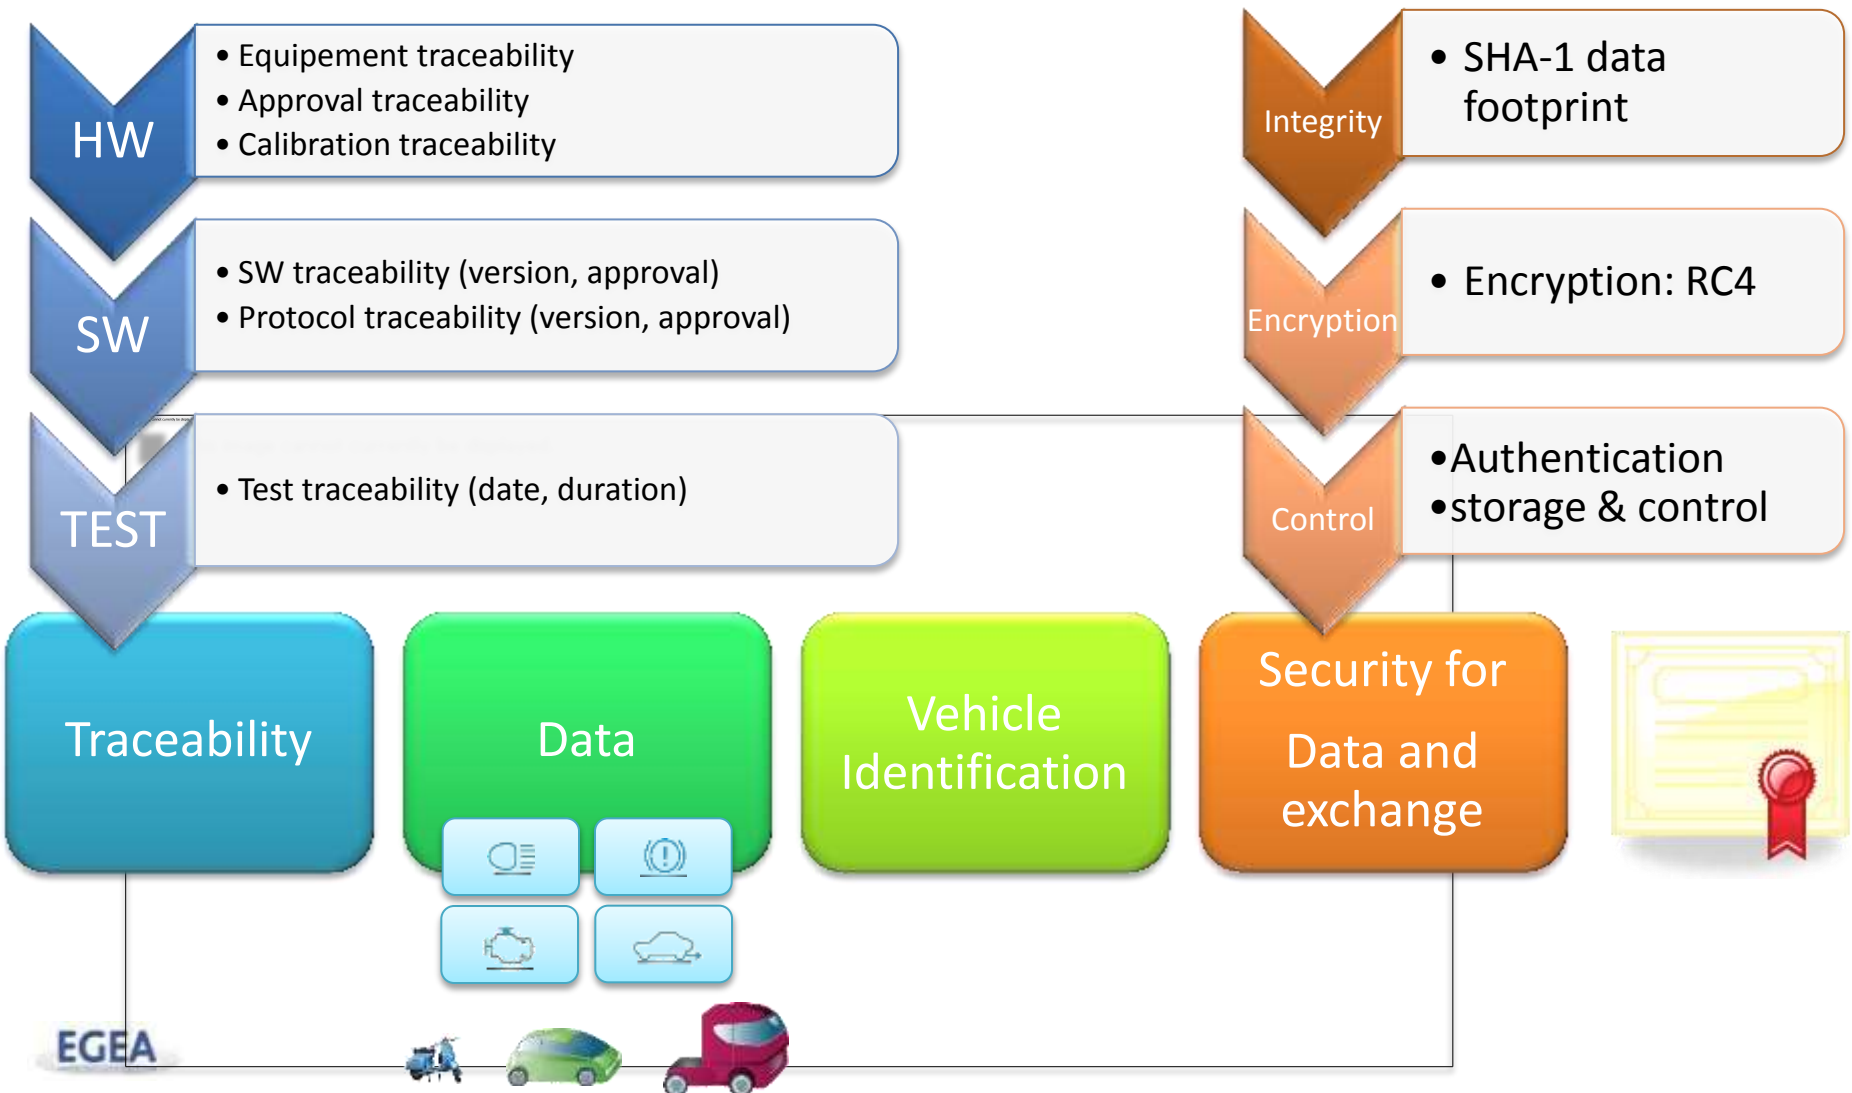 HW
• Equipement traceability
• Approval traceability
• Calibration traceability
SW
• SW traceability (version, approval)
• Protocol traceability (version, approval)
TEST
• Test traceability (date, duration)
Integrity
• SHA-1 data
footprint
Encryption
• Encryption: RC4
Control
•Authentication
•storage & control
Traceability
Data
Vehicle
Identification
Security for
Data and
exchange
EGEA